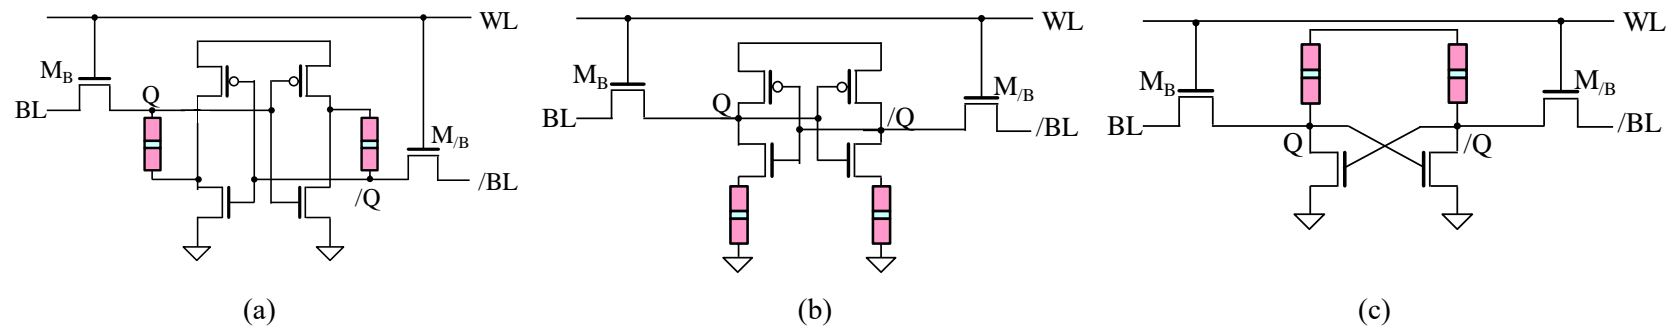 WL
M_B
Q
BL
M_/B
/BL
/Q
(a)
WL
M_B
M_/B
Q
/Q
BL
/BL
(b)
WL
M_B
M_/B
BL
/BL
Q
/Q
(c)